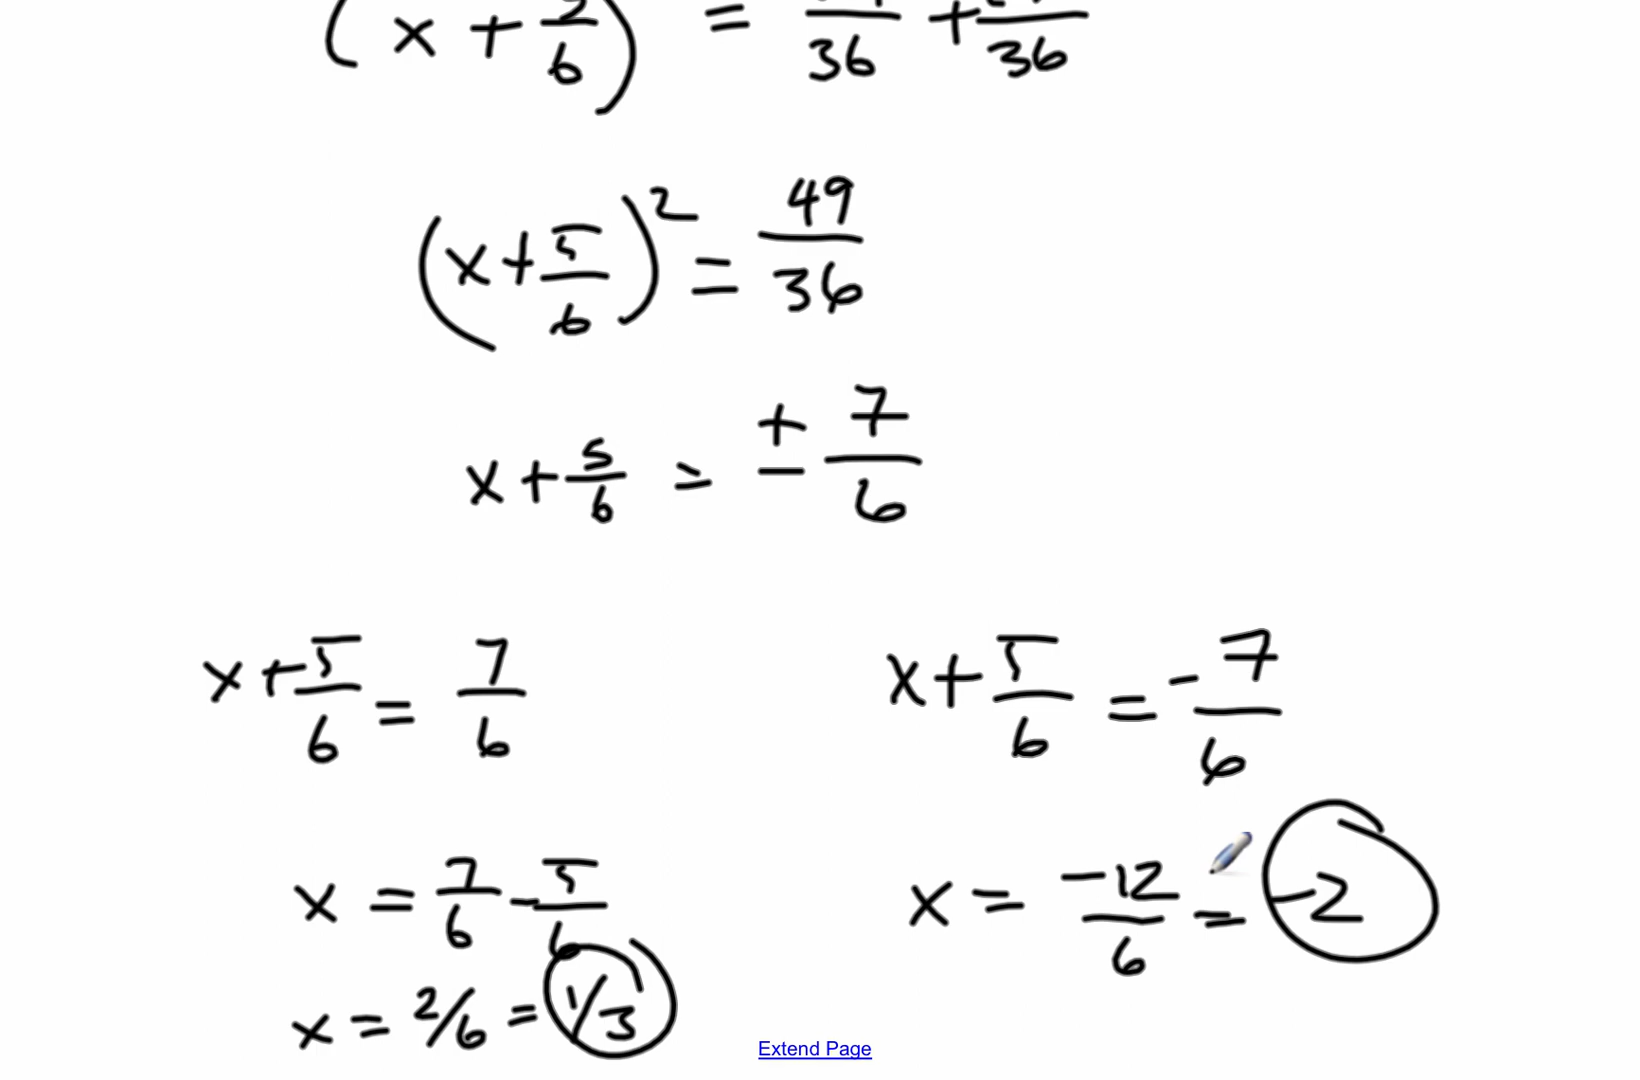 (x + 5/6) = /36 + /36
(x + 5/6)² = 49/36
x + 5/6 = ± 7/6
x + 5/6 = 7/6
x + 5/6 = -7/6
x = 7/6 - 5/6
x = -12/6 = -2
x = 2/6 = 1/3
Extend Page